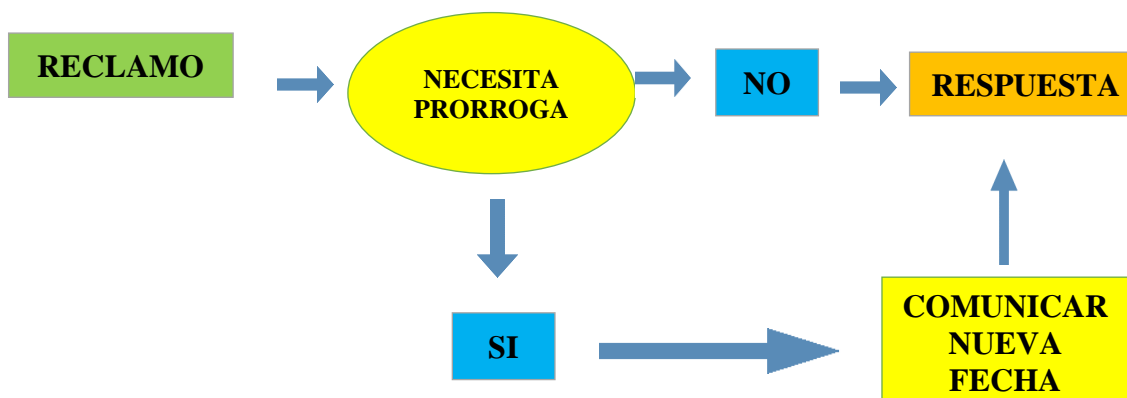 RECLAMO
NECESITA
PRORROGA
NO
RESPUESTA
SI
COMUNICAR
NUEVA
FECHA